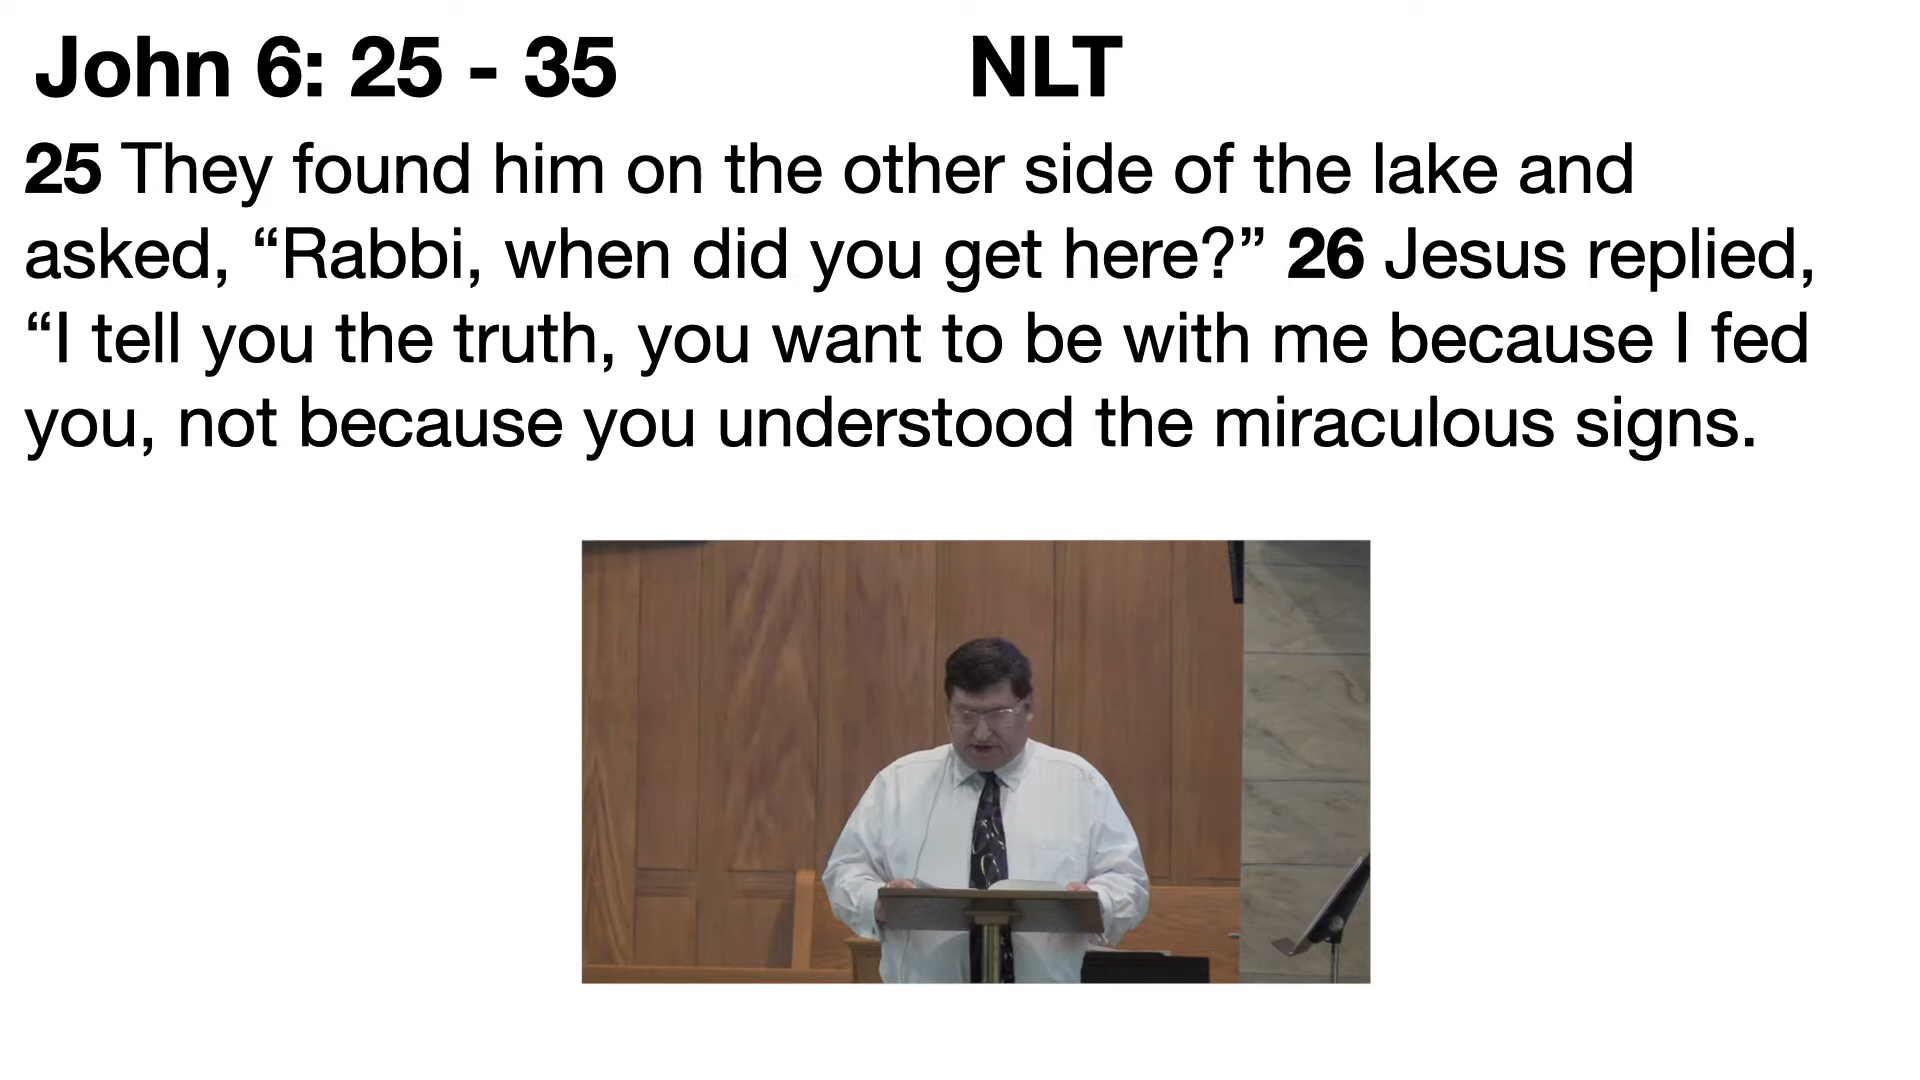 John 6: 25 - 35 NLT
25 They found him on the other side of the lake and
asked, “Rabbi, when did you get here?” 26 Jesus replied,
“I tell you the truth, you want to be with me because I fed
you, not because you understood the miraculous signs.